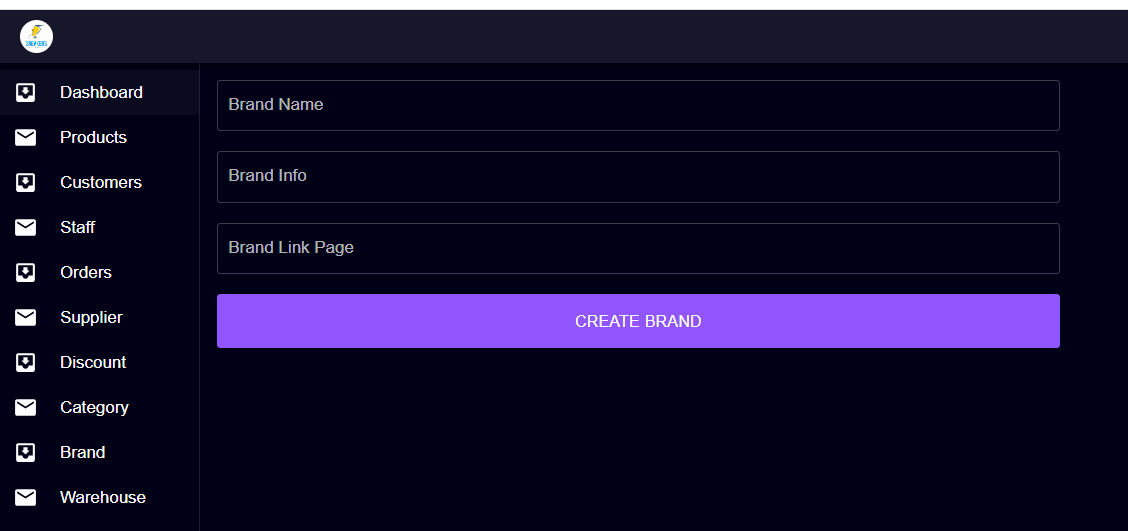 Dashboard
Products
Customers
Staff
Orders
Supplier
Discount
Category
Brand
Warehouse
Brand Name
Brand Info
Brand Link Page
CREATE BRAND